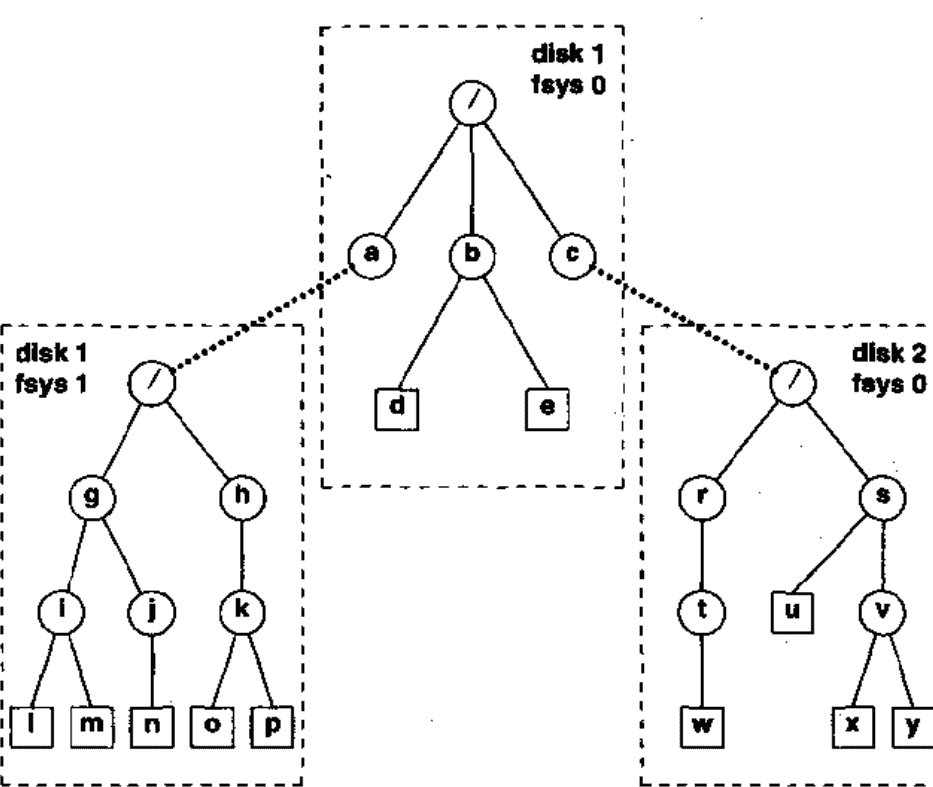 disk 1
fsys 0
/
a b c
d e
disk 1
fsys 1
/
g h
i j k
l m n o p
disk 2
fsys 0
/
r s
t u v
w x y